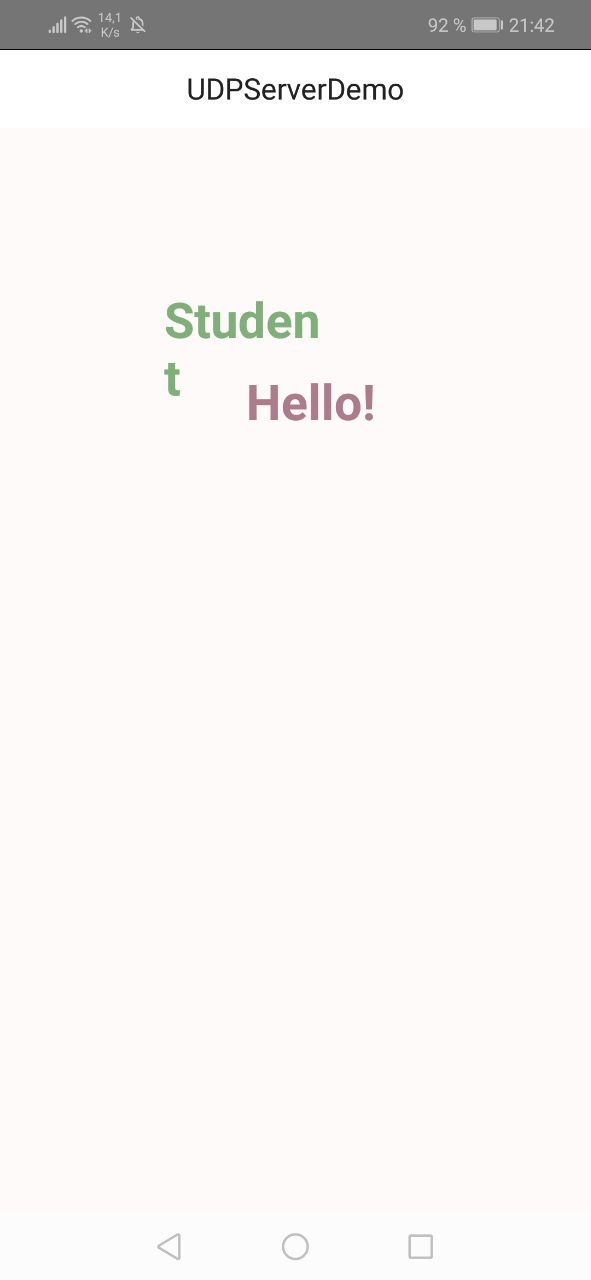 14,1
K/s
92 %
21:42
UDPServerDemo
Studen
t
Hello!